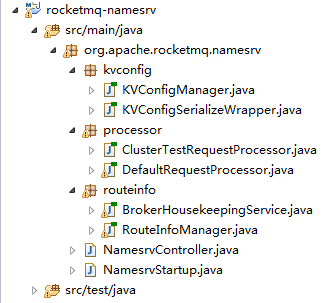 rocketmq-namesrv
src/main/java
org.apache.rocketmq.namesrv
kvconfig
KVConfigManager.java
KVConfigSerializeWrapper.java
processor
ClusterTestRequestProcessor.java
DefaultRequestProcessor.java
routeinfo
BrokerHousekeepingService.java
RouteInfoManager.java
NamesrvController.java
NamesrvStartup.java
src/test/java